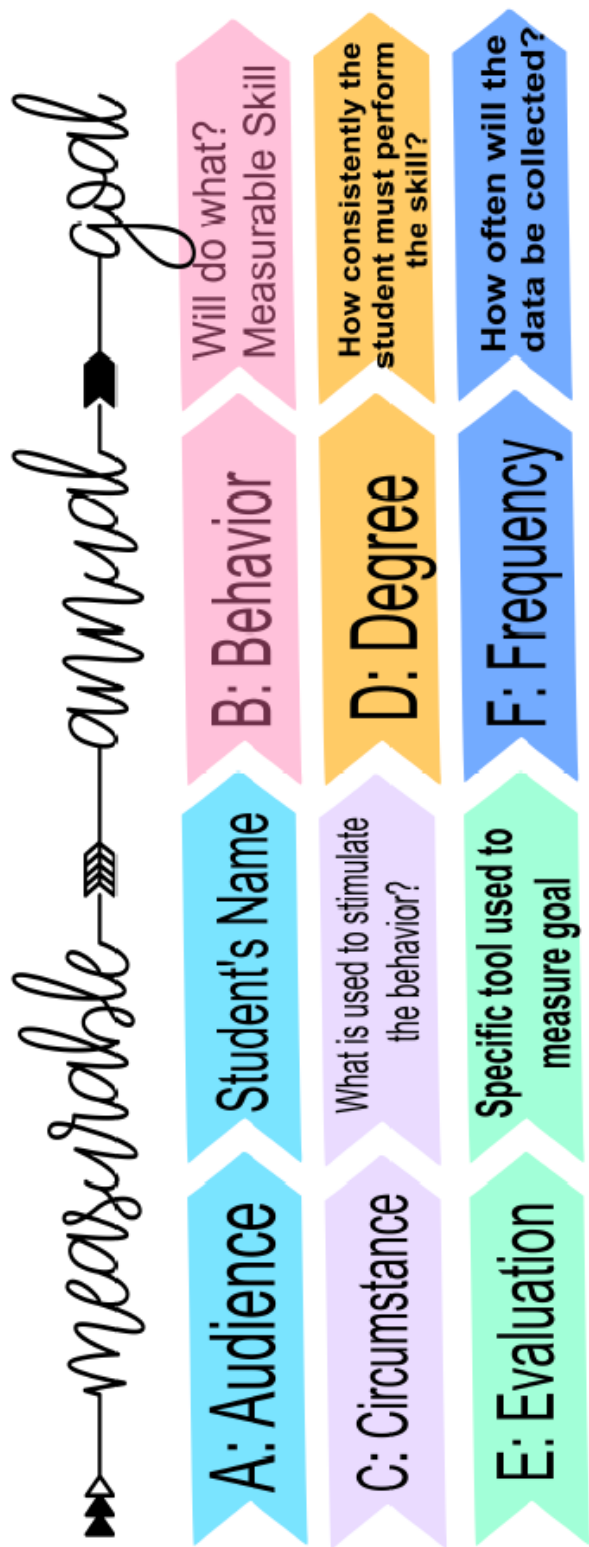 measurable annual goal
A: Audience
Student's Name
B: Behavior
Will do what?
Measurable Skill
C: Circumstance
What is used to stimulate
the behavior?
D: Degree
How consistently the
student must perform
the skill?
E: Evaluation
Specific tool used to
measure goal
F: Frequency
How often will the
data be collected?